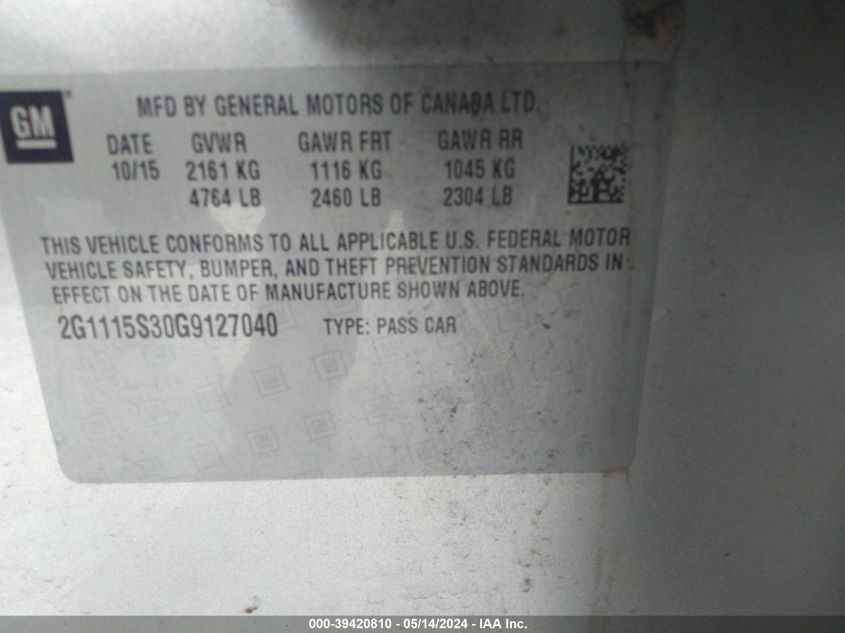 GM
MFD BY GENERAL MOTORS OF CANADA LTD.
DATE GVWR GAWR FRT GAWR RR
10/15 2161 KG 1116 KG 1045 KG
4764 LB 2460 LB 2304 LB
THIS VEHICLE CONFORMS TO ALL APPLICABLE U.S. FEDERAL MOTOR
VEHICLE SAFETY, BUMPER, AND THEFT PREVENTION STANDARDS IN
EFFECT ON THE DATE OF MANUFACTURE SHOWN ABOVE.
2G1115S30G9127040 TYPE: PASS CAR
000-39420810 - 05/14/2024 - IAA Inc.